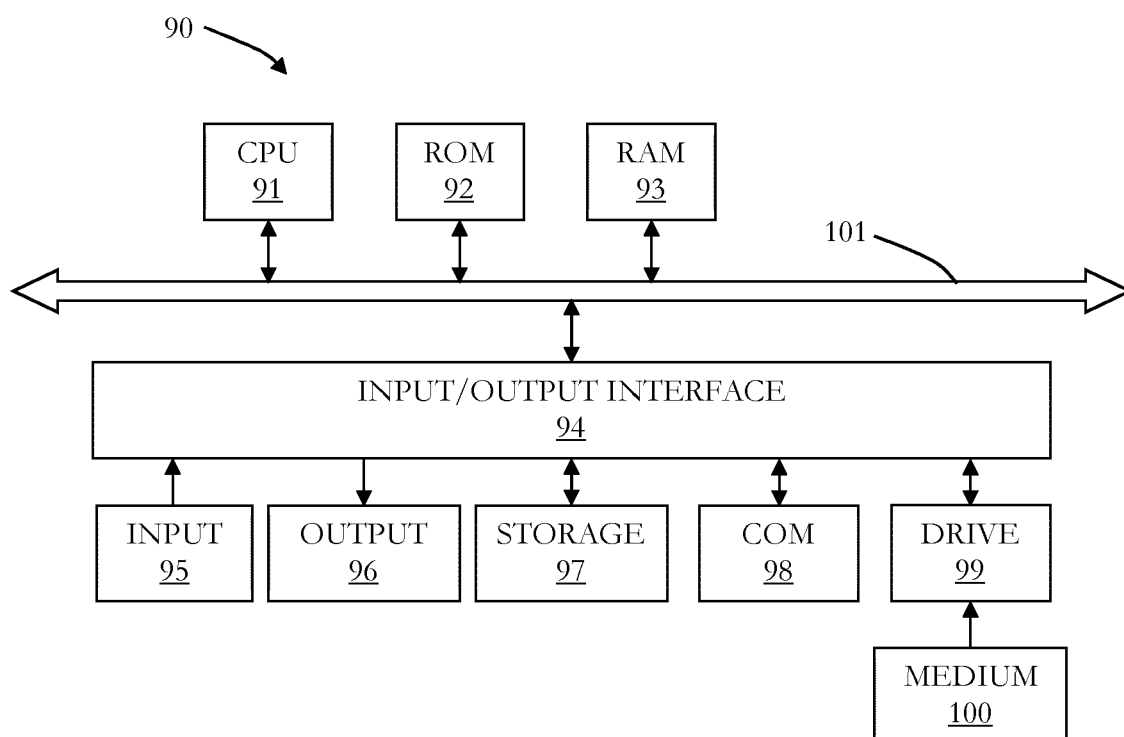 90
CPU
91
ROM
92
RAM
93
101
INPUT/OUTPUT INTERFACE
94
INPUT
95
OUTPUT
96
STORAGE
97
COM
98
DRIVE
99
MEDIUM
100